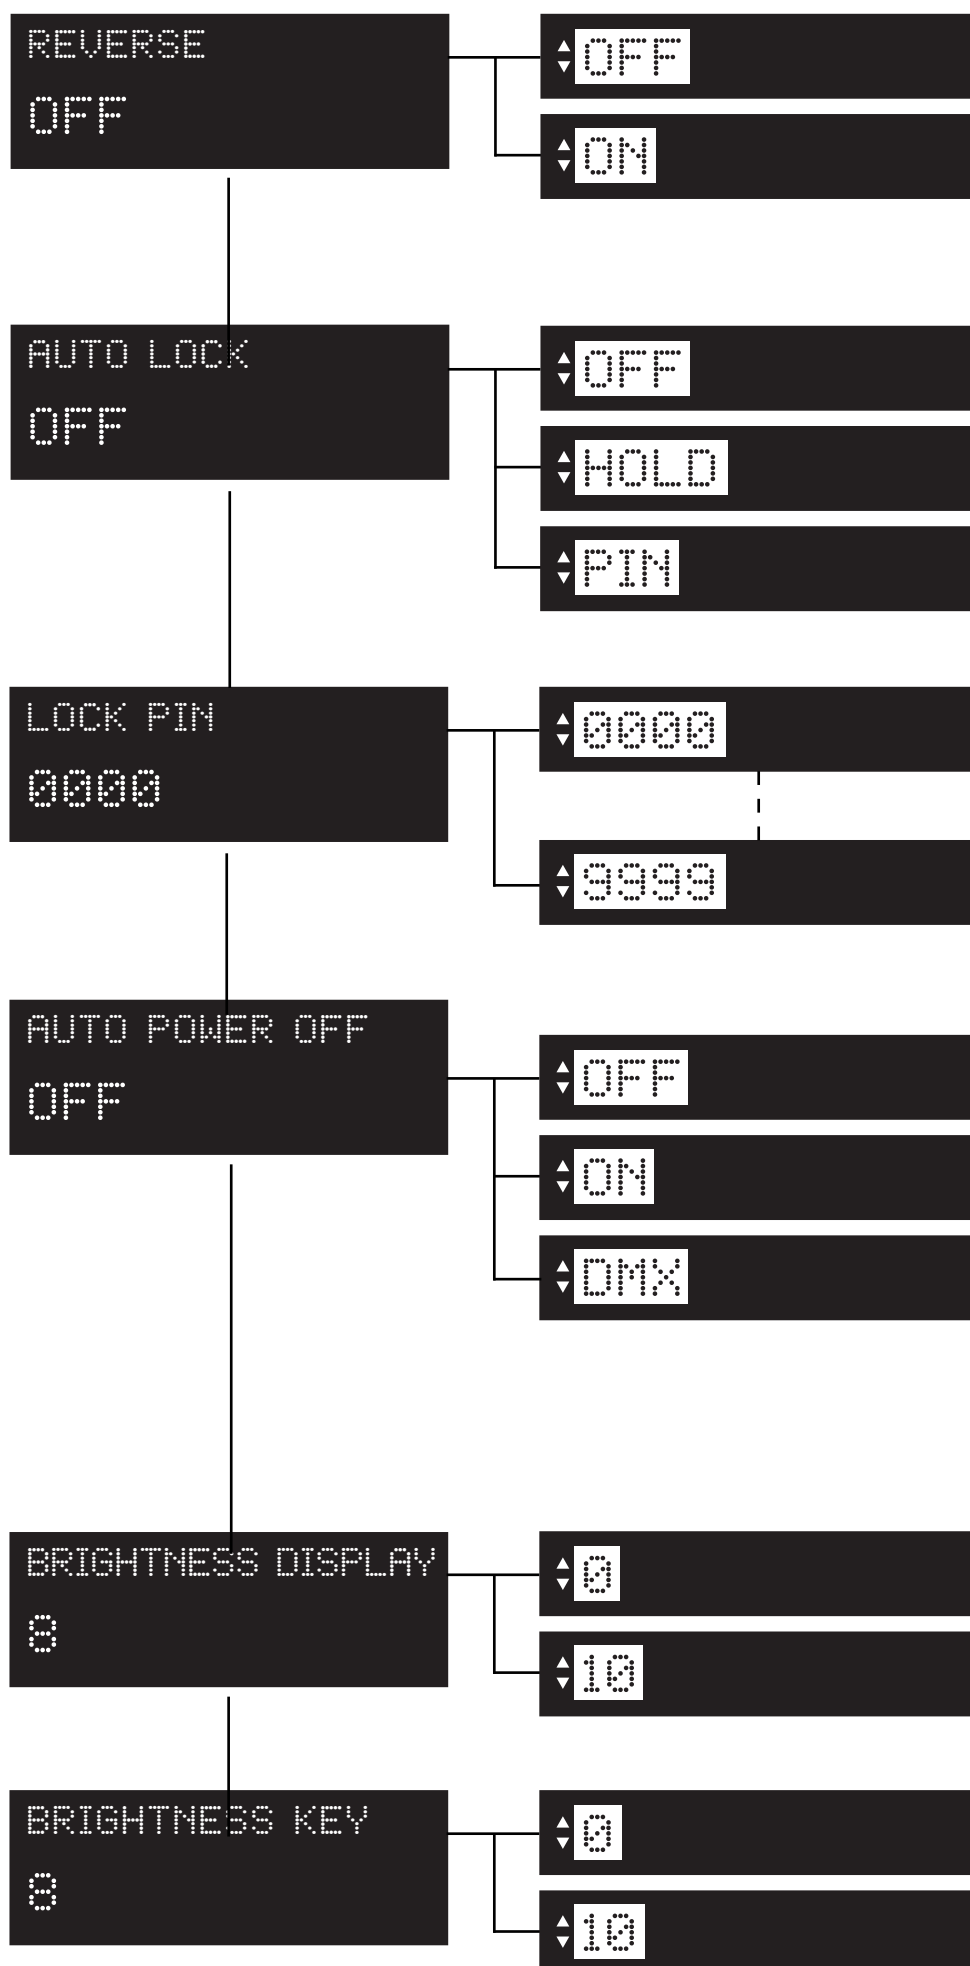 REVERSE
OFF
OFF
ON
AUTO LOCK
OFF
OFF
HOLD
PIN
LOCK PIN
0000
0000
9999
AUTO POWER OFF
OFF
OFF
ON
DMX
BRIGHTNESS DISPLAY
8
0
10
BRIGHTNESS KEY
8
0
10